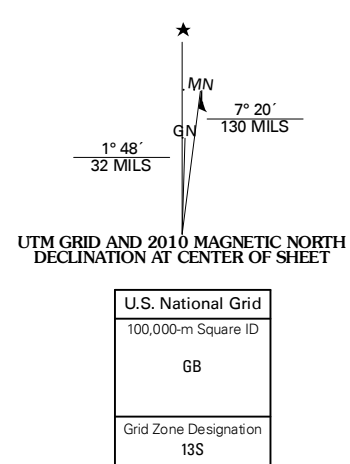 ★
MN
7° 20´
130 MILS
GN
1° 48´
32 MILS
UTM GRID AND 2010 MAGNETIC NORTH
DECLINATION AT CENTER OF SHEET
U.S. National Grid
100,000-m Square ID
GB
Grid Zone Designation
13S